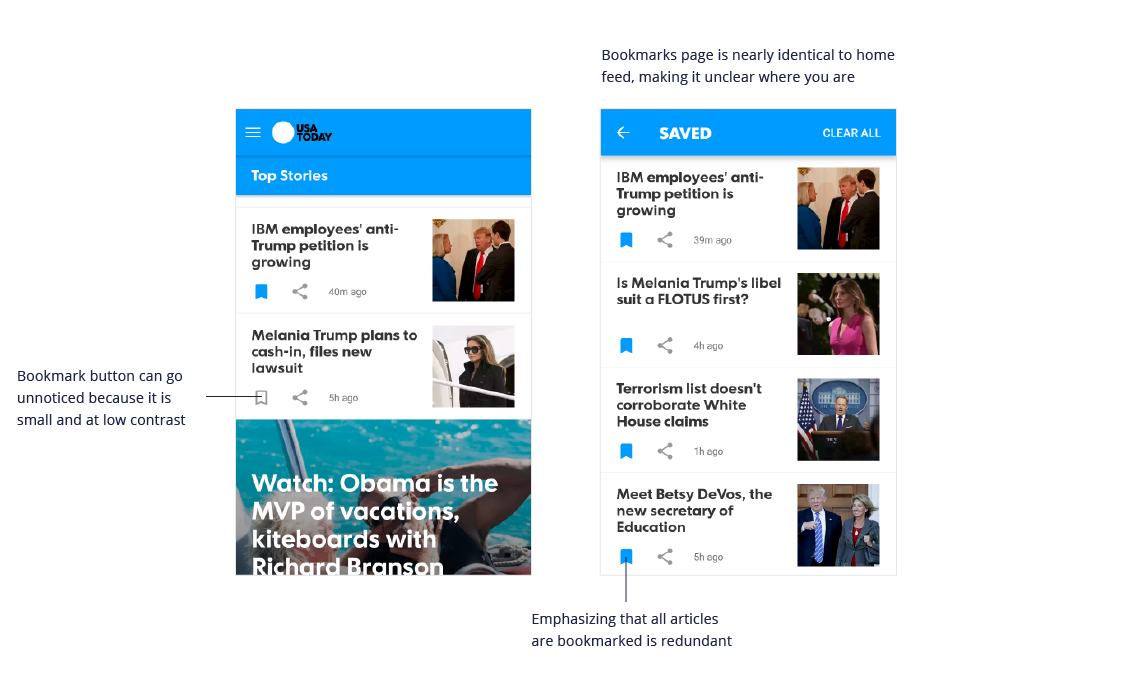 Bookmarks page is nearly identical to home
feed, making it unclear where you are
USA
TODAY
Top Stories
IBM employees' anti-
Trump petition is
growing
40m ago
Melania Trump plans to
cash-in, files new
lawsuit
5h ago
Watch: Obama is the
MVP of vacations,
kiteboards with
Richard Branson
Bookmark button can go
unnoticed because it is
small and at low contrast
SAVED
CLEAR ALL
IBM employees' anti-
Trump petition is
growing
39m ago
Is Melania Trump's libel
suit a FLOTUS first?
4h ago
Terrorism list doesn't
corroborate White
House claims
1h ago
Meet Betsy DeVos, the
new secretary of
Education
5h ago
Emphasizing that all articles
are bookmarked is redundant